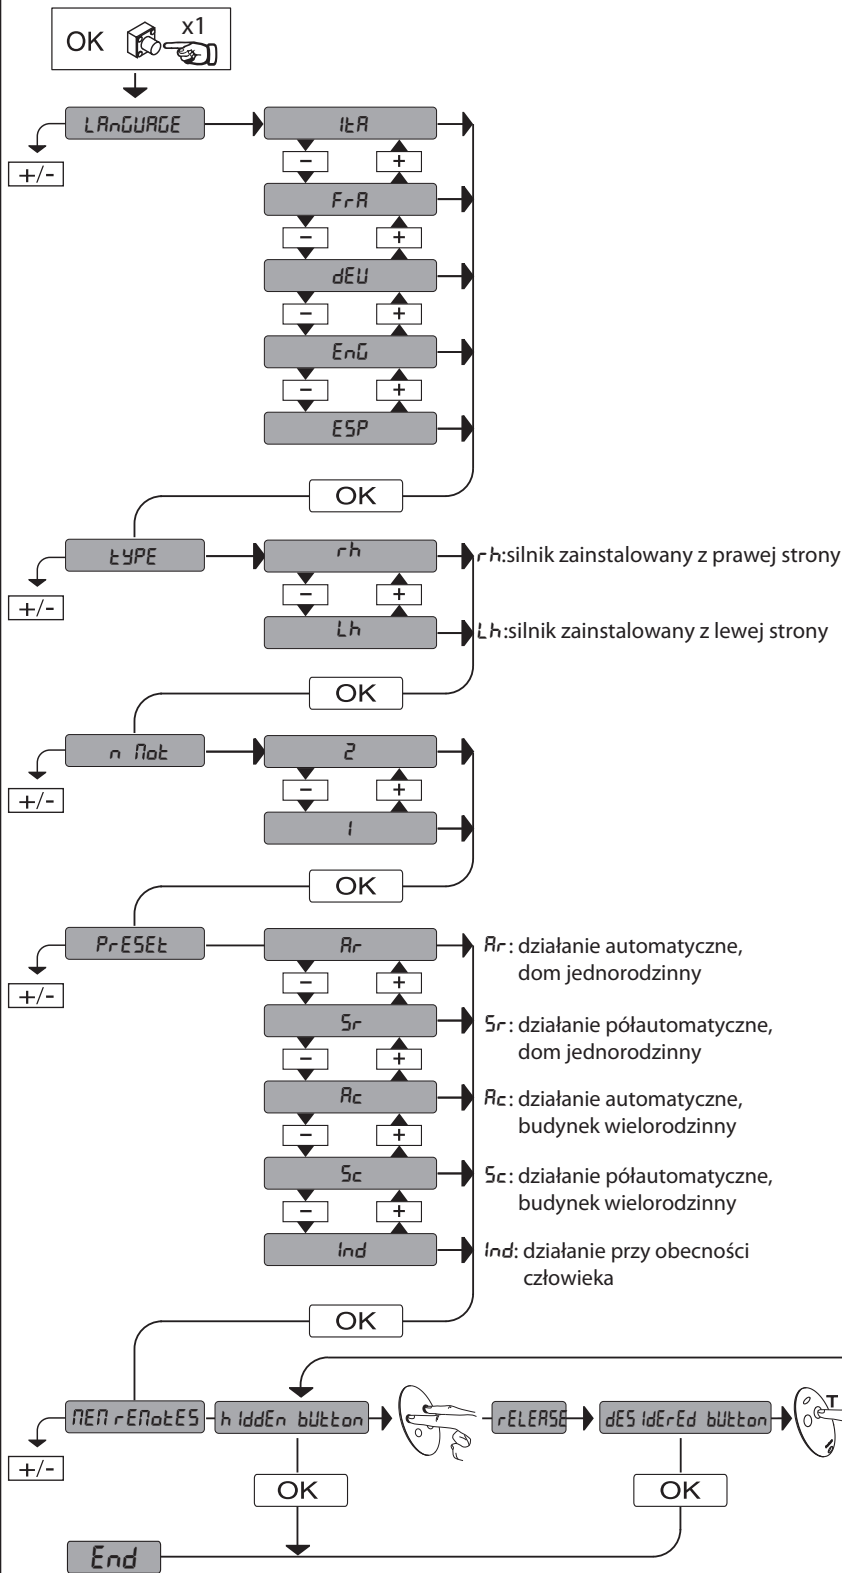 OK x1
LAnGUAGE ItA
+/-
- +
FrA
- +
dEU
- +
EnG
- +
ESP
OK
tYPE rh rh:silnik zainstalowany z prawej strony
+/-
- +
Lh Lh:silnik zainstalowany z lewej strony
OK
n Mot 2
+/-
- +
1
OK
PrESEt Ar Ar: działanie automatyczne,
dom jednorodzinny
+/-
- +
Sr Sr: działanie półautomatyczne,
dom jednorodzinny
- +
Ac Ac: działanie automatyczne,
budynek wielorodzinny
- +
Sc Sc: działanie półautomatyczne,
budynek wielorodzinny
- +
Ind Ind: działanie przy obecności
człowieka
OK
MEM rEMotES hIddEn bUtton rELEASE dESIdErEd bUtton T
+/-
OK OK
End